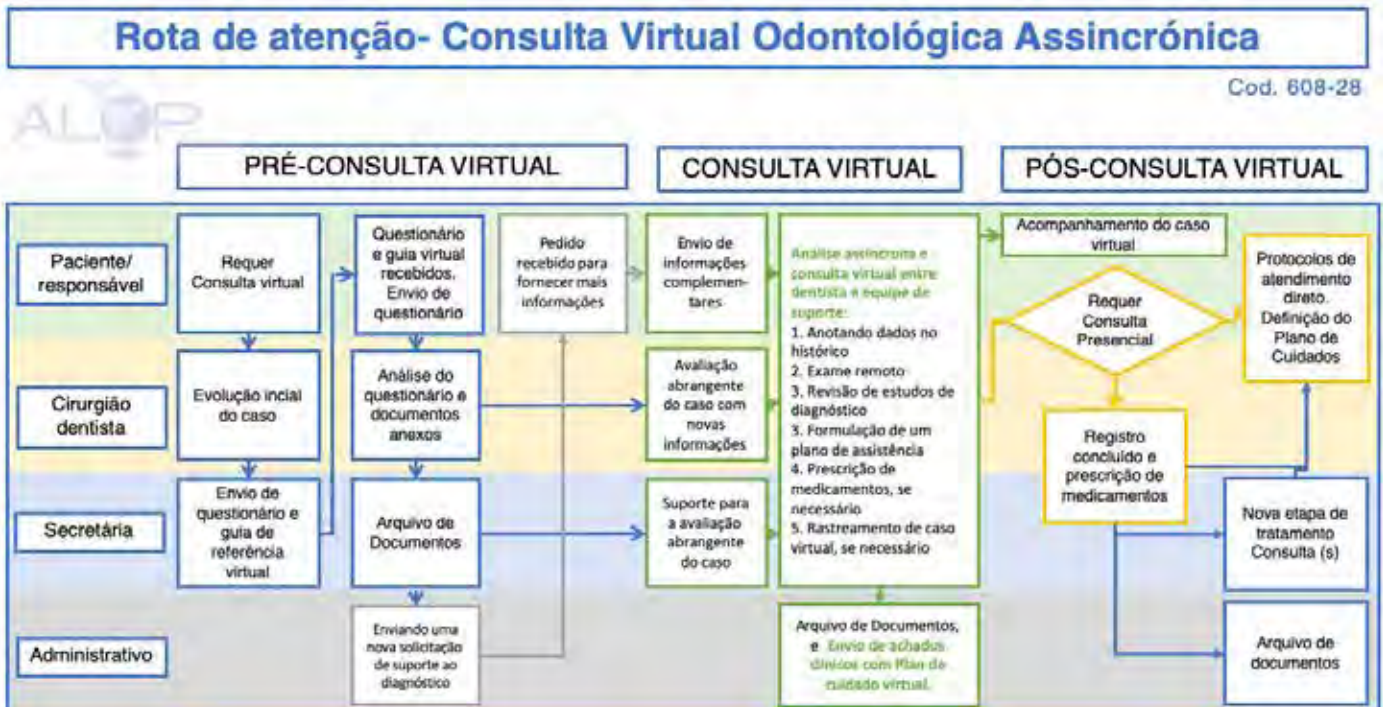 Rota de atenção- Consulta Virtual Odontológica Assincrónica
Cod. 608-28
ALOP
PRÉ-CONSULTA VIRTUAL
CONSULTA VIRTUAL
PÓS-CONSULTA VIRTUAL
Paciente/
responsável
Requer
Consulta virtual
Questionário
e guia virtual
recebidos.
Envio de
questionário
Pedido
recebido para
fornecer mais
informações
Envio de
informações
complemen-
tares
Análise assíncrona e
consulta virtual entre
dentista e equipe de
suporte:
1. Anotando dados no
histórico
2. Exame remoto
3. Revisão de estudos de
diagnóstico
3. Formulação de um
plano de assistência
4. Prescrição de
medicamentos, se
necessário
5. Rastreamento de caso
virtual, se necessário
Acompanhamento do caso
virtual
Requer
Consulta
Presencial
Protocolos de
atendimento
direto.
Definição do
Plano de
Cuidados
Cirurgião
dentista
Evolução incial
do caso
Análise do
questionário e
documentos
anexos
Avaliação
abrangente
do caso com
novas
informações
Registro
concluído e
prescrição de
medicamentos
Secretária
Envio de
questionário e
guia de
referência
virtual
Arquivo de
Documentos
Suporte para
a avaliação
abrangente
do caso
Nova etapa de
tratamento
Consulta (s)
Administrativo
Enviando uma
nova solicitação
de suporte ao
diagnóstico
Arquivo de Documentos,
e Envio de achados
clínicos com Plan de
cuidado virtual.
Arquivo de
documentos